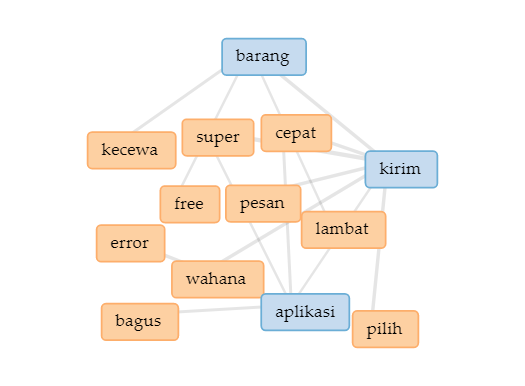 barang
kecewa
super
cepat
kirim
free
pesan
lambat
error
wahana
bagus
aplikasi
pilih